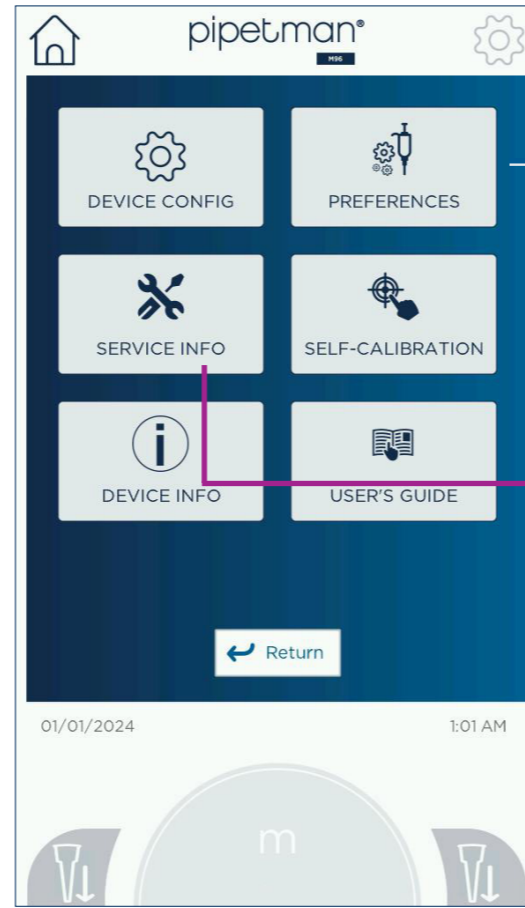 pipetman®
M96
DEVICE CONFIG
PREFERENCES
SERVICE INFO
SELF-CALIBRATION
DEVICE INFO
USER'S GUIDE
Return
01/01/2024
1:01 AM
m